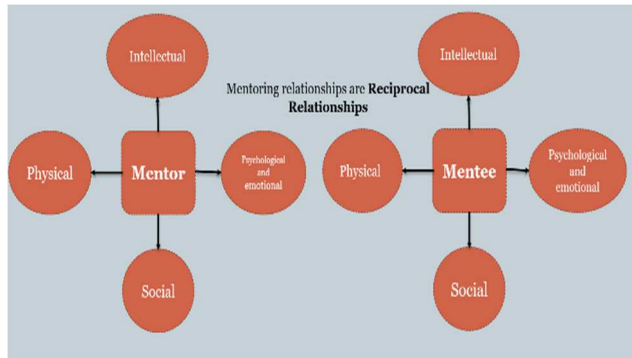 Intellectual
Physical
Mentor
Psychological
and
emotional
Social
Mentoring relationships are Reciprocal
Relationships
Intellectual
Physical
Mentee
Psychological
and
emotional
Social